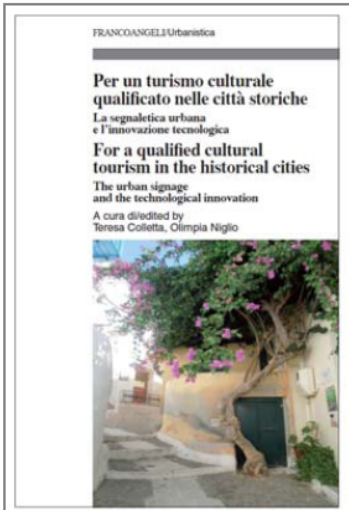 FRANCOANGELI/Urbanistica
Per un turismo culturale
qualificato nelle città storiche
La segnaletica urbana
e l'innovazione tecnologica
For a qualified cultural
tourism in the historical cities
The urban signage
and the technological innovation
A cura di/edited by
Teresa Colletta, Olimpia Niglio